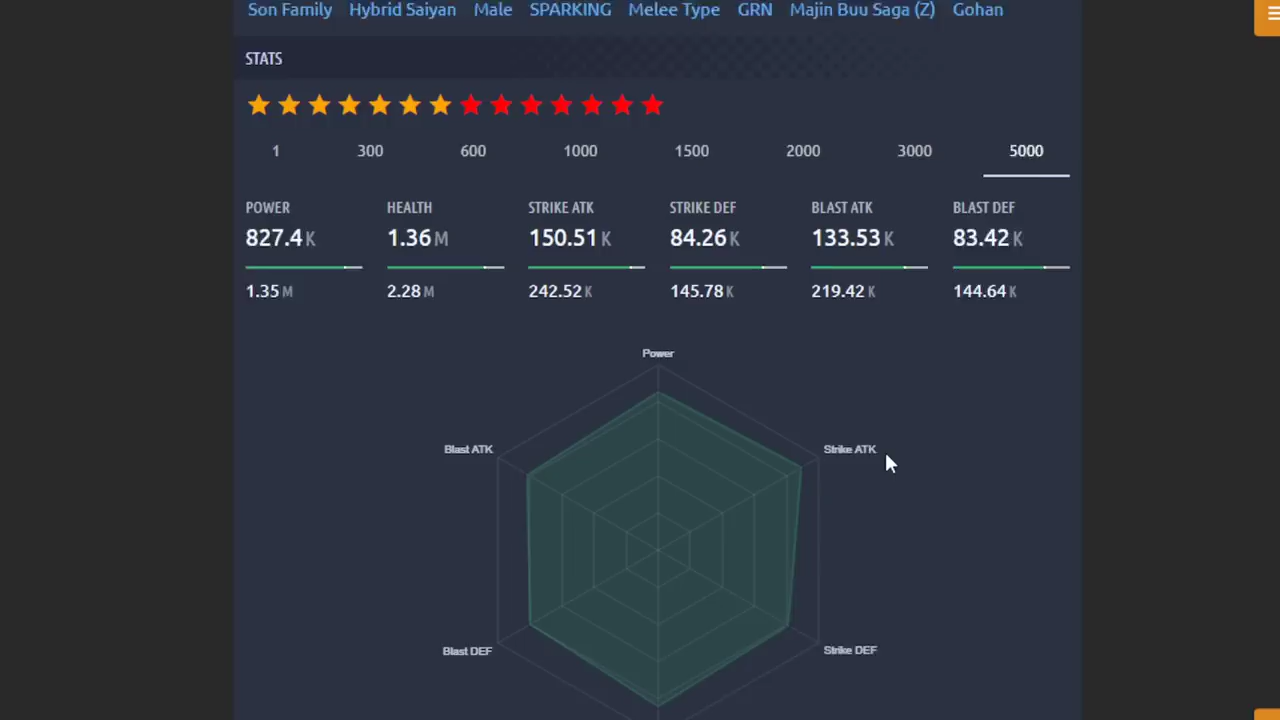 Son Family Hybrid Saiyan Male SPARKING Melee Type GRN Majin Buu Saga (Z) Gohan
STATS
1 300 600 1000 1500 2000 3000 5000
POWER HEALTH STRIKE ATK STRIKE DEF BLAST ATK BLAST DEF
827.4 K 1.36 M 150.51 K 84.26 K 133.53 K 83.42 K
1.35 M 2.28 M 242.52 K 145.78 K 219.42 K 144.64 K
Power
Blast ATK Strike ATK
Blast DEF Strike DEF